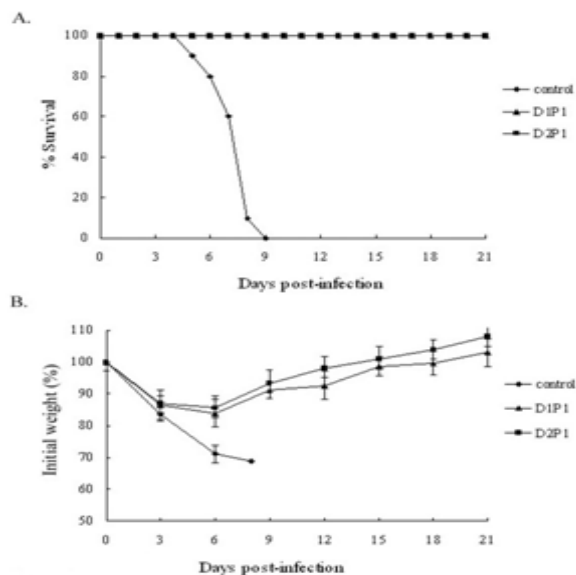 A.
100
80
60
40
20
0
% Survival
0 3 6 9 12 15 18 21
Days post-infection
control
D1P1
D2P1
B.
110
100
90
80
70
60
50
Initial weight (%)
0 3 6 9 12 15 18 21
Days post-infection
control
D1P1
D2P1